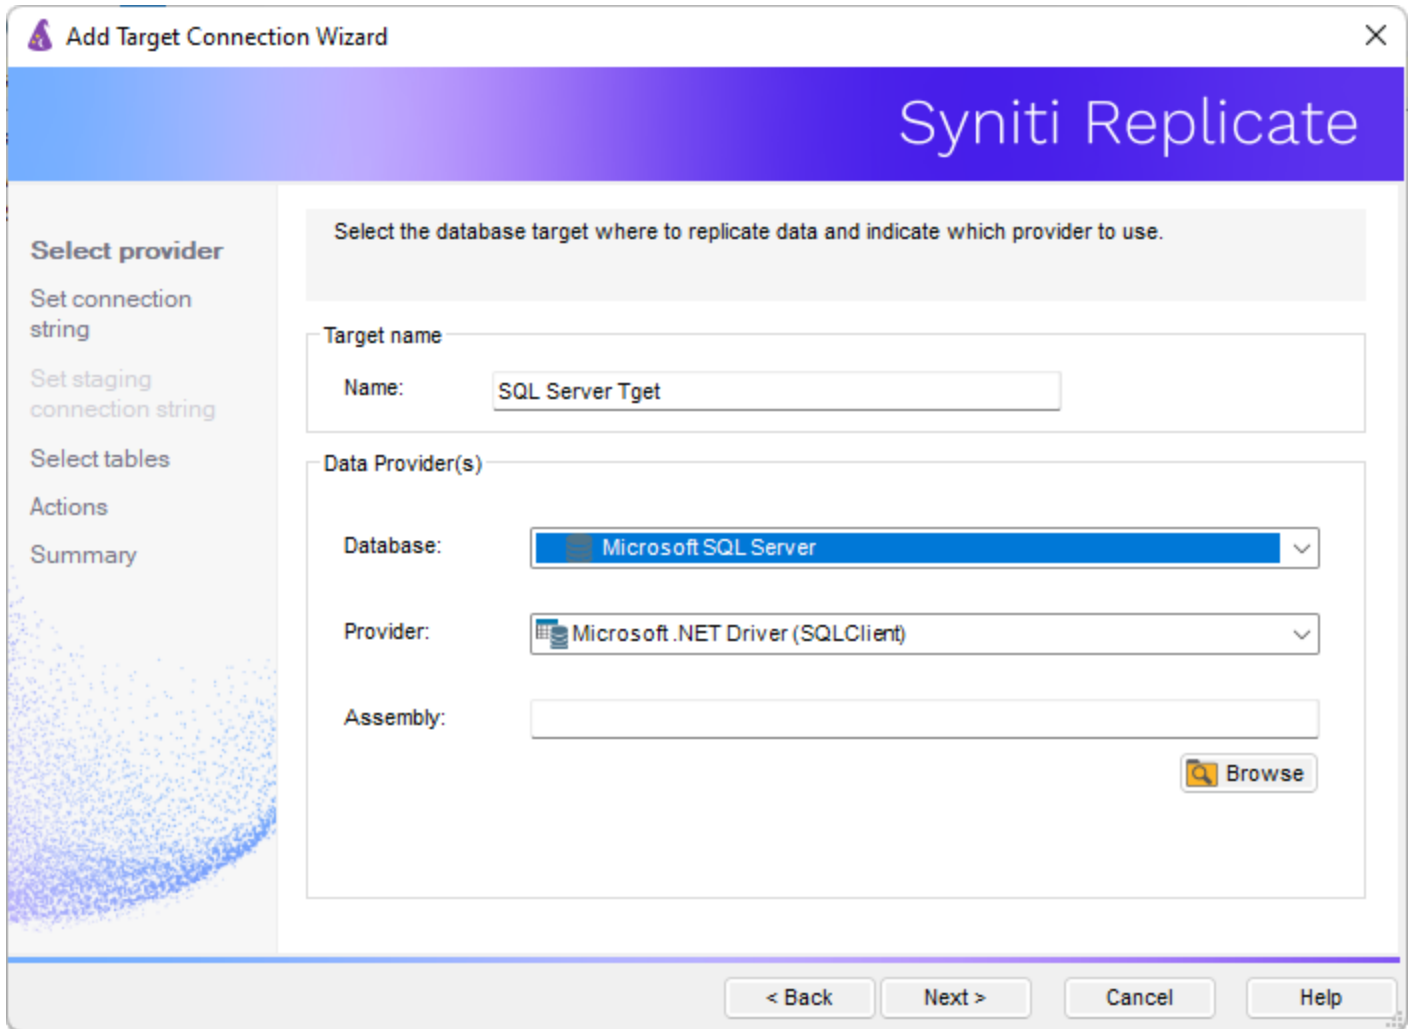 Add Target Connection Wizard
Syniti Replicate
Select provider
Set connection
string
Set staging
connection string
Select tables
Actions
Summary
Select the database target where to replicate data and indicate which provider to use.
Target name
Name:
SQL Server Tget
Data Provider(s)
Database:
Microsoft SQL Server
Provider:
Microsoft .NET Driver (SQLClient)
Assembly:
Browse
< Back
Next >
Cancel
Help